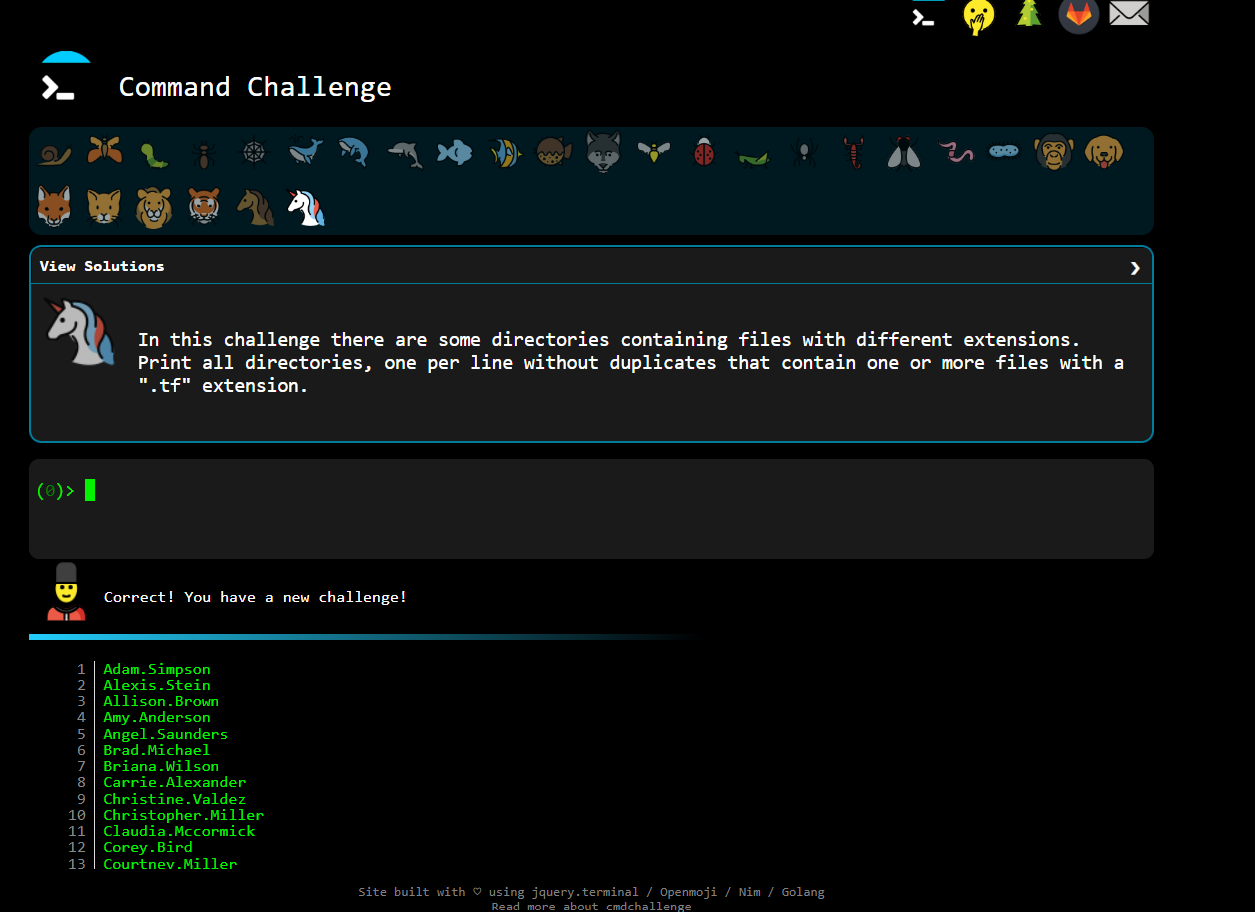 Command Challenge
View Solutions
In this challenge there are some directories containing files with different extensions.
Print all directories, one per line without duplicates that contain one or more files with a
".tf" extension.
(0)>
Correct! You have a new challenge!
1 Adam.Simpson
2 Alexis.Stein
3 Allison.Brown
4 Amy.Anderson
5 Angel.Saunders
6 Brad.Michael
7 Briana.Wilson
8 Carrie.Alexander
9 Christine.Valdez
10 Christopher.Miller
11 Claudia.Mccormick
12 Corey.Bird
13 Courtney.Miller
Site built with ♡ using jquery.terminal / Openmoji / Nim / Golang
Read more about cmdchallenge